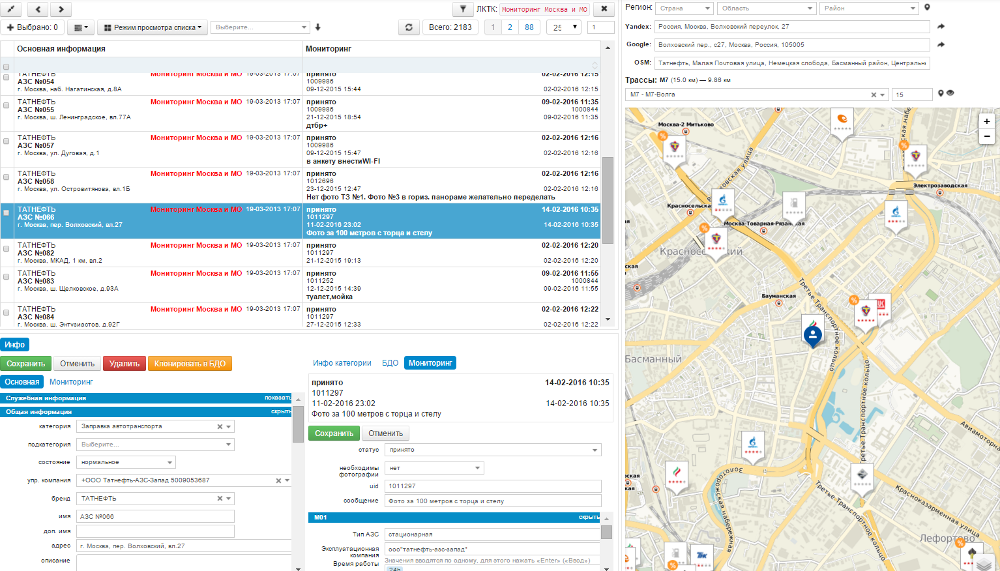 ЛКТК: Мониторинг Москва и МО
Выбрано: 0
Режим просмотра списка
Выберите...
Всего: 2183
1 2 88
25
1
Основная информация Мониторинг
ТАТНЕФТЬ Мониторинг Москва и МО 19-03-2013 17:07 принято 02-02-2016 12:15
АЗС №054 1009986
г. Москва, наб. Нагатинская, д.8А 09-12-2015 15:44 02-02-2016 12:15
ТАТНЕФТЬ Мониторинг Москва и МО 19-03-2013 17:07 принято 09-02-2016 11:35
АЗС №055 1009986 1000844
г. Москва, ш. Ленинградское, вл.77А 21-12-2015 18:54 09-02-2016 11:35
дтбр+
ТАТНЕФТЬ Мониторинг Москва и МО 19-03-2013 17:07 принято 02-02-2016 12:16
АЗС №057 1009986
г. Москва, ул. Дуговая, д.1 09-12-2015 15:47 02-02-2016 12:16
в анкету внестиWI-FI
ТАТНЕФТЬ Мониторинг Москва и МО 19-03-2013 17:07 принято 02-02-2016 12:16
АЗС №058 1012696
г. Москва, ул. Островитянова, вл.1Б 23-12-2015 12:47 02-02-2016 12:16
Нет фото ТЗ №1. Фото №3 в гориз. панораме желательно переделать
ТАТНЕФТЬ Мониторинг Москва и МО 19-03-2013 17:07 принято 14-02-2016 10:35
АЗС №066 1011297
г. Москва, пер. Волховский, вл.27 11-02-2016 23:02 14-02-2016 10:35
Фото за 100 метров с торца и стелу
ТАТНЕФТЬ Мониторинг Москва и МО 19-03-2013 17:07 принято 02-02-2016 12:20
АЗС №082 1011297
г. Москва, МКАД, 1 км, вл.2 21-12-2015 19:13 02-02-2016 12:20
ТАТНЕФТЬ Мониторинг Москва и МО 19-03-2013 17:07 принято 09-02-2016 11:55
АЗС №083 1011252 1000844
г. Москва, ш. Щелковское, д.93А 12-12-2015 14:39 09-02-2016 11:55
туалет,мойка
ТАТНЕФТЬ Мониторинг Москва и МО 19-03-2013 17:07 принято 02-02-2016 12:22
АЗС №084 1011297
г. Москва, ш. Энтузиастов, д.92Г 27-12-2015 12:33 02-02-2016 12:22
Инфо
Сохранить Отменить Удалить Клонировать в БДО
Основная Мониторинг
Служебная информация показать
Общая информация скрыть
категория Заправка автотранспорта
подкатегория Выберите...
состояние нормальное
упр. компания +ООО Татнефть-АЗС-Запад 5009053687
бренд ТАТНЕФТЬ
имя АЗС №066
доп. имя
адрес г. Москва, пер. Волховский, вл.27
описание
Инфо категории БДО Мониторинг
принято 14-02-2016 10:35
1011297
11-02-2016 23:02 14-02-2016 10:35
Фото за 100 метров с торца и стелу
Сохранить Отменить
статус принято
необходимы фотографии нет
uid 1011297
сообщение Фото за 100 метров с торца и стелу
М01 скрыть
Тип АЗС стационарная
Эксплуатационная компания ооо"татнефть-азс-запад"
Время работы Значения вводятся по одному, для этого нажать «Enter» («Ввод»)
24h
Регион: Страна Область Район
Yandex: Россия, Москва, Волховский переулок, 27
Google: Волховский пер., с27, Москва, Россия, 105005
OSM: Татнефть, Малая Почтовая улица, Немецкая слобода, Басманный район, Централь
Трассы: М7 (15.0 км) — 9.86 км
М7 - М7-Волга
15
+
−
Москва-2 Митьково
Электрозаводская
Москва-Товарная-Рязанская
Красносельский
Бауманская
Третье Транспортное кольцо
Басманный
Третье Транспортное кольцо
Авиамоторная
Золоторожская набережная
Третье Транспортное кольцо
Красноказарменная улица
Лефортово
ТНК